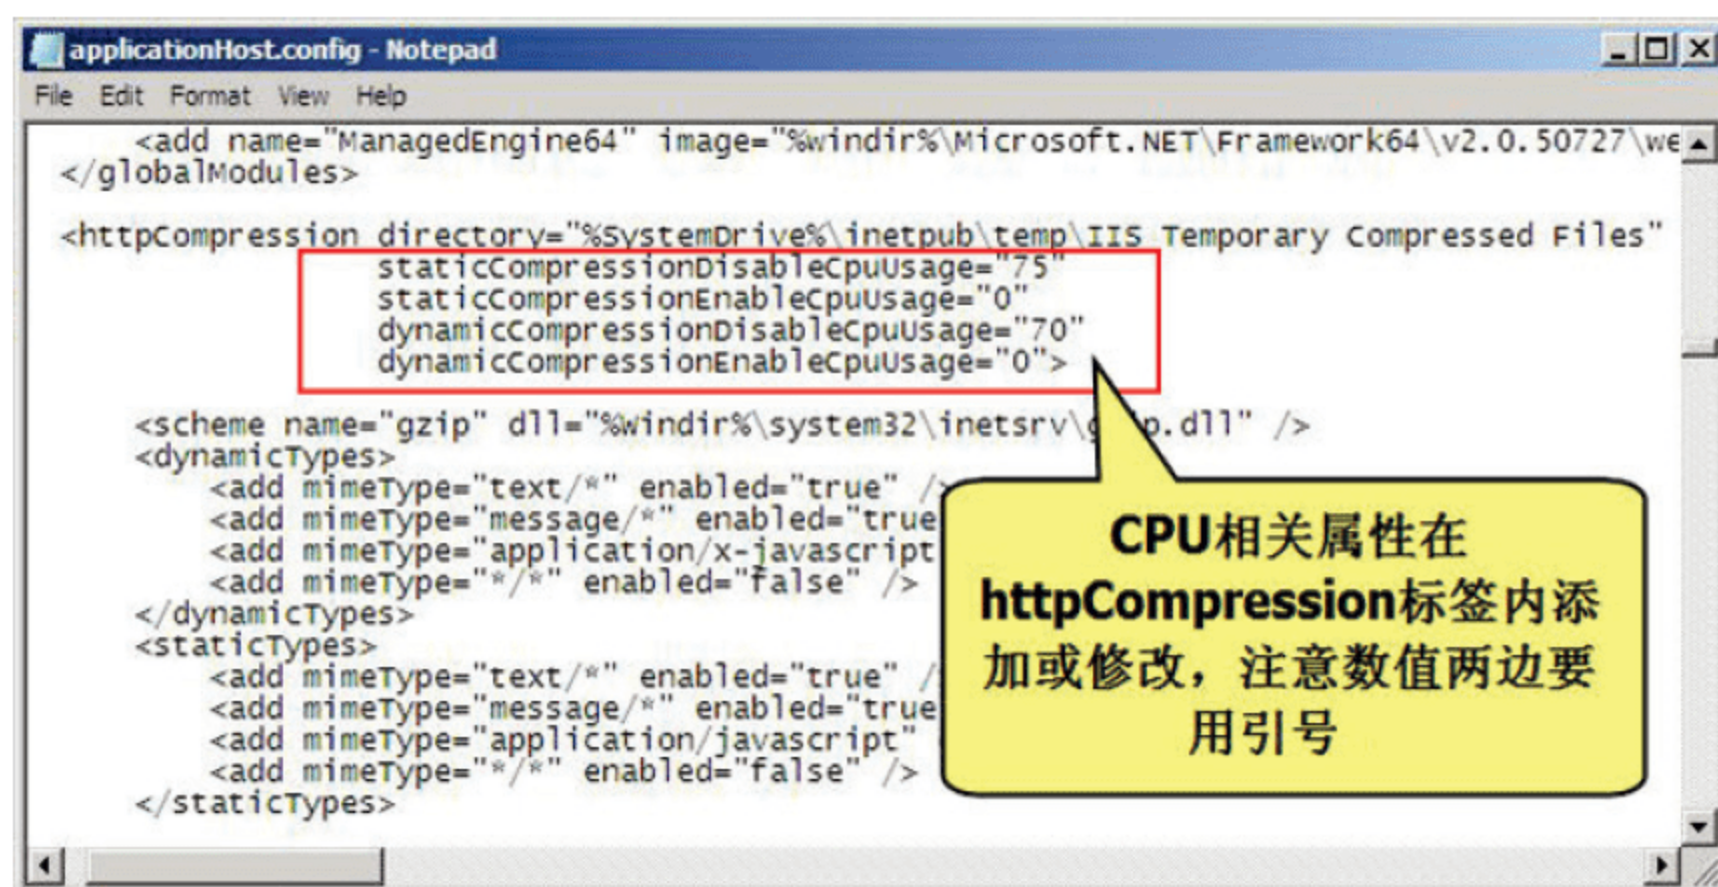 applicationHost.config - Notepad
File Edit Format View Help
<add name="ManagedEngine64" image="%windir%\Microsoft.NET\Framework64\v2.0.50727\we
</globalModules>
<httpCompression directory="%SystemDrive%\inetpub\temp\IIS Temporary Compressed Files"
staticCompressionDisableCpuUsage="75"
staticCompressionEnableCpuUsage="0"
dynamicCompressionDisableCpuUsage="70"
dynamicCompressionEnableCpuUsage="0">
<scheme name="gzip" dll="%Windir%\system32\inetsrv\g p.dll" />
<dynamicTypes>
<add mimeType="text/*" enabled="true" />
<add mimeType="message/*" enabled="true
<add mimeType="application/x-javascript
<add mimeType="*/*" enabled="false" />
</dynamicTypes>
<staticTypes>
<add mimeType="text/*" enabled="true" /
<add mimeType="message/*" enabled="true
<add mimeType="application/javascript"
<add mimeType="*/*" enabled="false" />
</staticTypes>
CPU相关属性在
httpCompression标签内添
加或修改，注意数值两边要
用引号